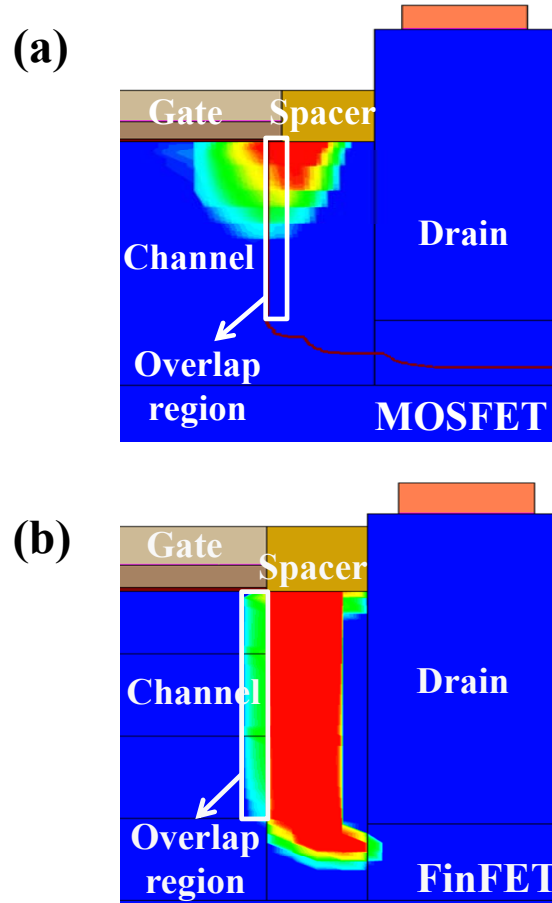 (a)
Gate Spacer
Channel
Drain
Overlap
region
MOSFET
(b)
Gate
Spacer
Channel
Drain
Overlap
region
FinFET